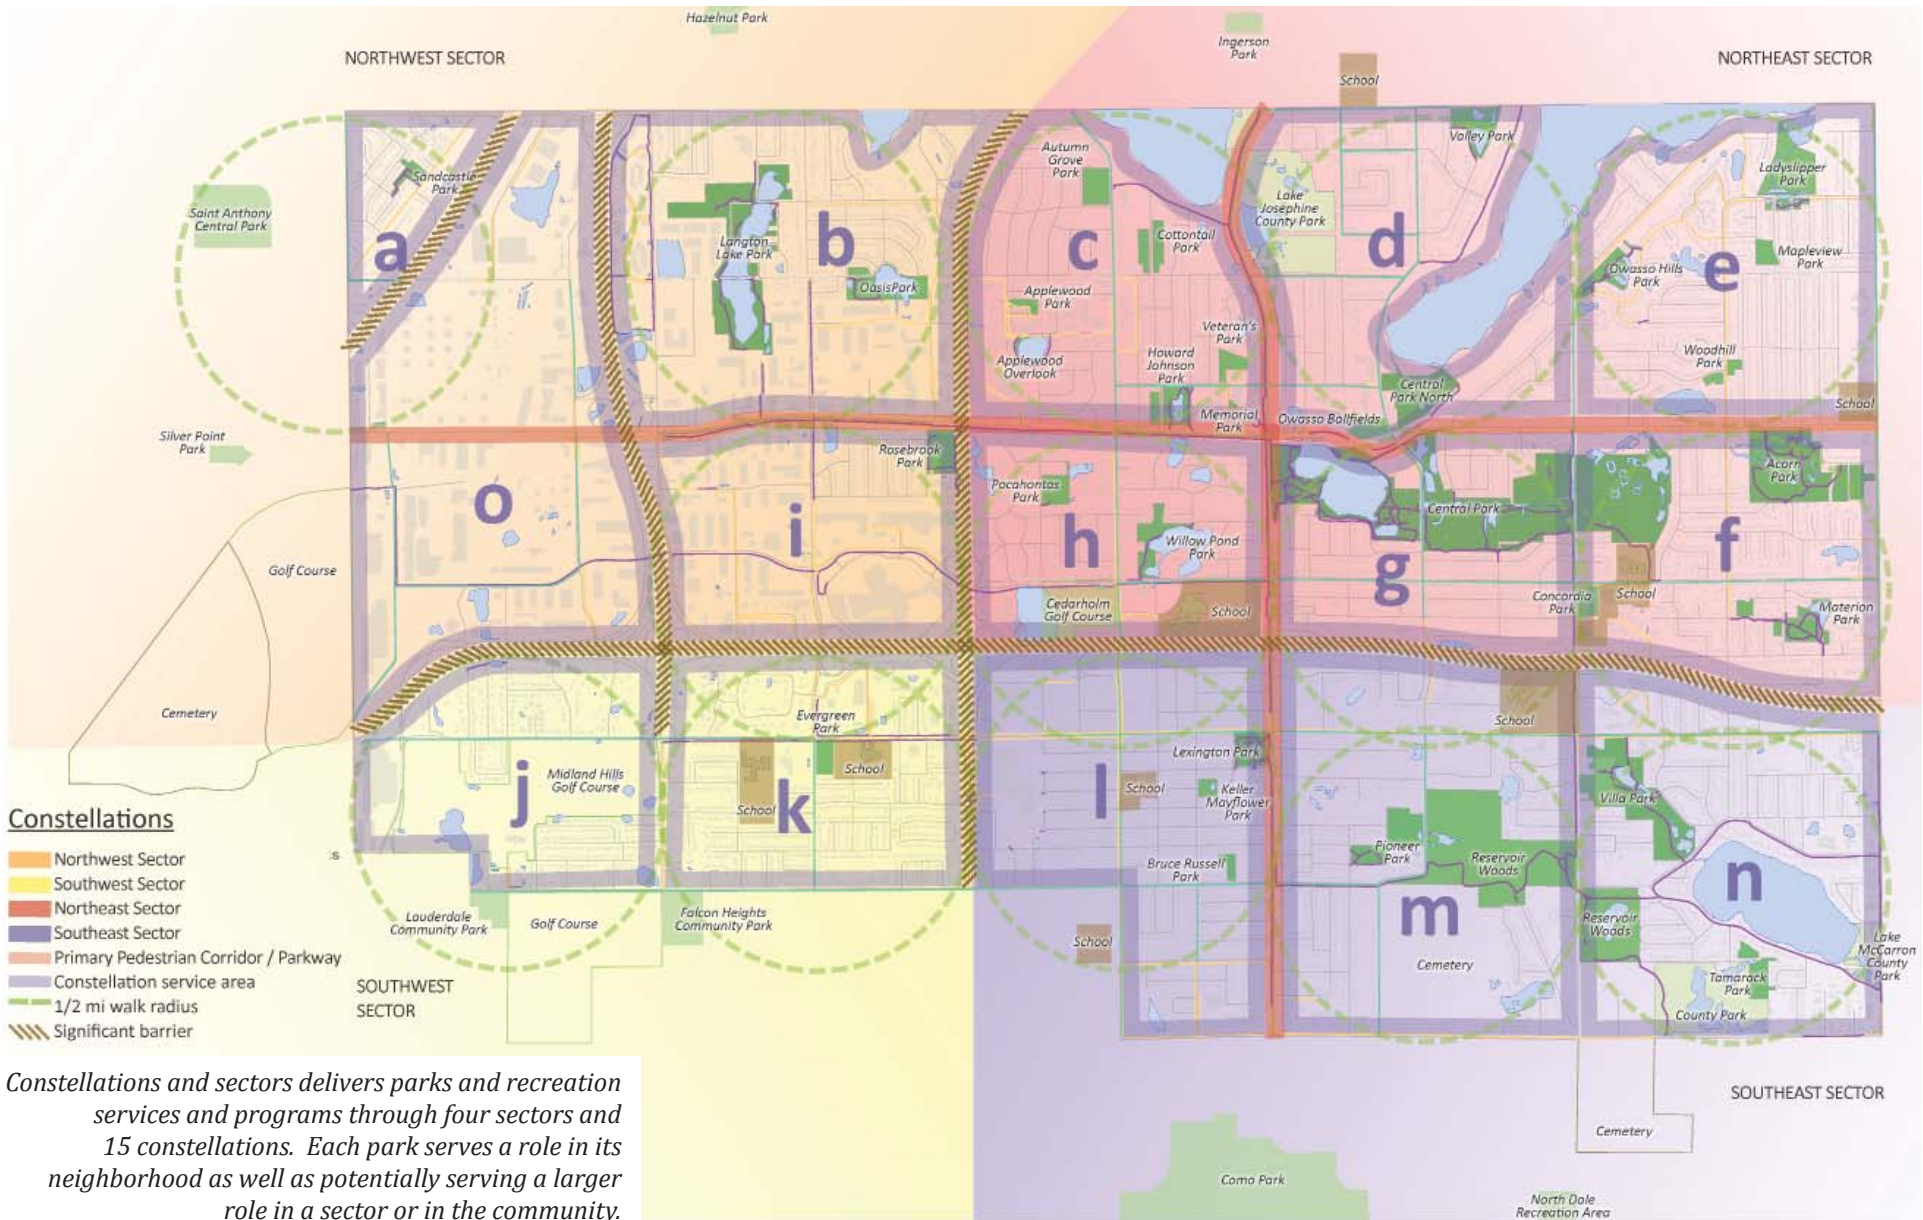 Hazelnut Park
Ingerson
Park
NORTHWEST SECTOR
NORTHEAST SECTOR
School
Valley Park
Autumn
Grove
Park
Sandcastle
Park
Ladyslipper
Park
Saint Anthony
Central Park
Lake
Josephine
County Park
a
b
c
d
e
Langton
Lake Park
Cottontail
Park
Mapleview
Park
Owasso Hills
Park
OasisPark
Applewood
Park
Veteran's
Park
Applewood
Overlook
Howard
Johnson
Park
Woodhill
Park
Central
Park North
School
Memorial
Park
Owasso Ballfields
Silver Point
Park
Rosebrook
Park
Pocahontas
Park
Acorn
Park
Central Park
o
i
h
g
f
Willow Pond
Park
Golf Course
Cedarholm
Golf Course
School
Concordia
Park
School
Materion
Park
Cemetery
Evergreen
Park
School
Lexington Park
Midland Hills
Golf Course
School
School
School
Keller
Mayflower
Park
Villa Park
j
k
l
m
n
Constellations
Northwest Sector
Southwest Sector
Northeast Sector
Southeast Sector
Primary Pedestrian Corridor / Parkway
Constellation service area
1/2 mi walk radius
Significant barrier
:s
Pioneer
Park
Bruce Russell
Park
Reservoir
Woods
Reservoir
Woods
Lauderdale
Community Park
Golf Course
Falcon Heights
Community Park
School
Cemetery
Lake
McCarron
County
Park
Tamarack
Park
County Park
SOUTHWEST
SECTOR
SOUTHEAST SECTOR
Cemetery
Como Park
North Dale
Recreation Area
Constellations and sectors delivers parks and recreation
services and programs through four sectors and
15 constellations. Each park serves a role in its
neighborhood as well as potentially serving a larger
role in a sector or in the community.